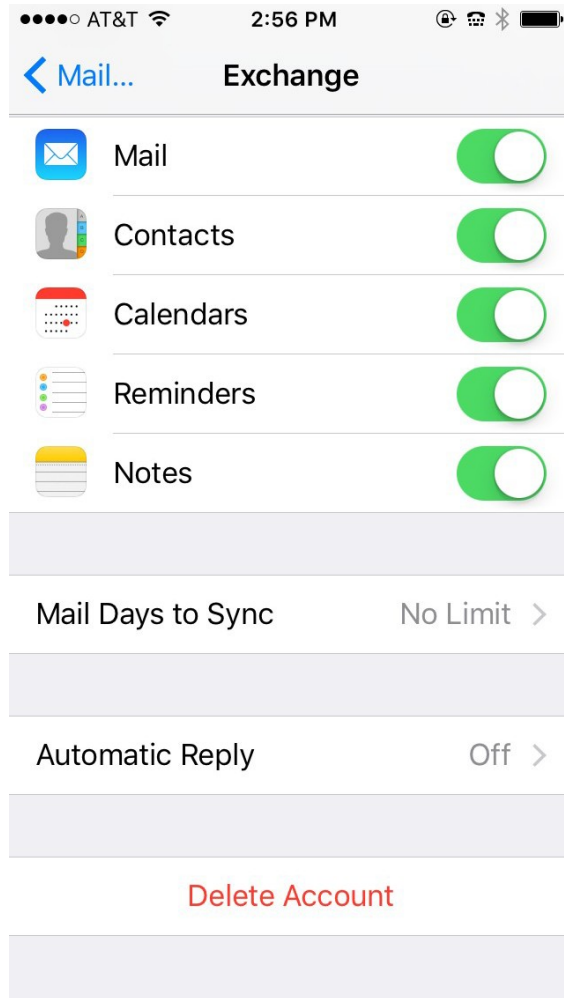 AT&T 2:56 PM
Mail... Exchange
Mail
Contacts
Calendars
Reminders
Notes
Mail Days to Sync No Limit
Automatic Reply Off
Delete Account